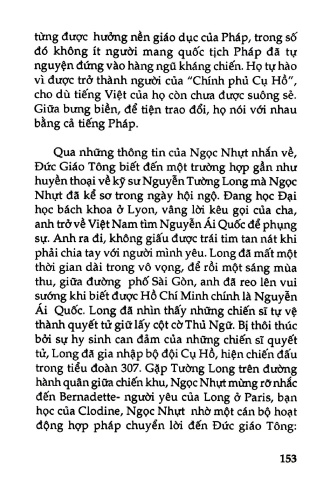 từng được hưởng nền giáo dục của Pháp, trong số
đó không ít người mang quốc tịch Pháp đã tự
nguyện đứng vào hàng ngũ kháng chiến. Họ tự hào
vì được trở thành người của “Chính phủ Cụ Hồ”,
cho dù tiếng Việt của họ còn chưa được suông sẻ.
Giữa bưng biền, để tiện trao đổi, họ nói với nhau
bằng cả tiếng Pháp.
Qua những thông tin của Ngọc Nhựt nhắn về,
Đức Giáo Tông biết đến một trường hợp gần như
huyền thoại về kỹ sư Nguyễn Tường Long mà Ngọc
Nhựt đã kể sơ trong ngày hội ngộ. Đang học Đại
học bách khoa ở Lyon, vâng lời kêu gọi của cha,
anh trở về Việt Nam tìm Nguyễn Ái Quốc để phụng
sự. Anh ra đi, không giấu được trái tim tan nát khi
phải chia tay với người mình yêu. Long đã mất một
thời gian dài trong vô vọng, để rồi một sáng mùa
thu, giữa đường phố Sài Gòn, anh đã reo lên vui
sướng khi biết được Hồ Chí Minh chính là Nguyễn
Ái Quốc. Long đã nhìn thấy những chiến sĩ tự vệ
thành quyết tử giữ lấy cột cờ Thủ Ngữ. Bị thôi thúc
bởi sự hy sinh can đảm của những chiến sĩ quyết
tử, Long đã gia nhập bộ đội Cụ Hồ, hiện chiến đấu
trong tiểu đoàn 307. Gặp Tường Long trên đường
hành quân giữa chiến khu, Ngọc Nhựt mừng rỡ nhắc
đến Bernadette- người yêu của Long ở Paris, bạn
học của Clodine, Ngọc Nhựt nhờ một cán bộ hoạt
động hợp pháp chuyển lời đến Đức giáo Tông:
153